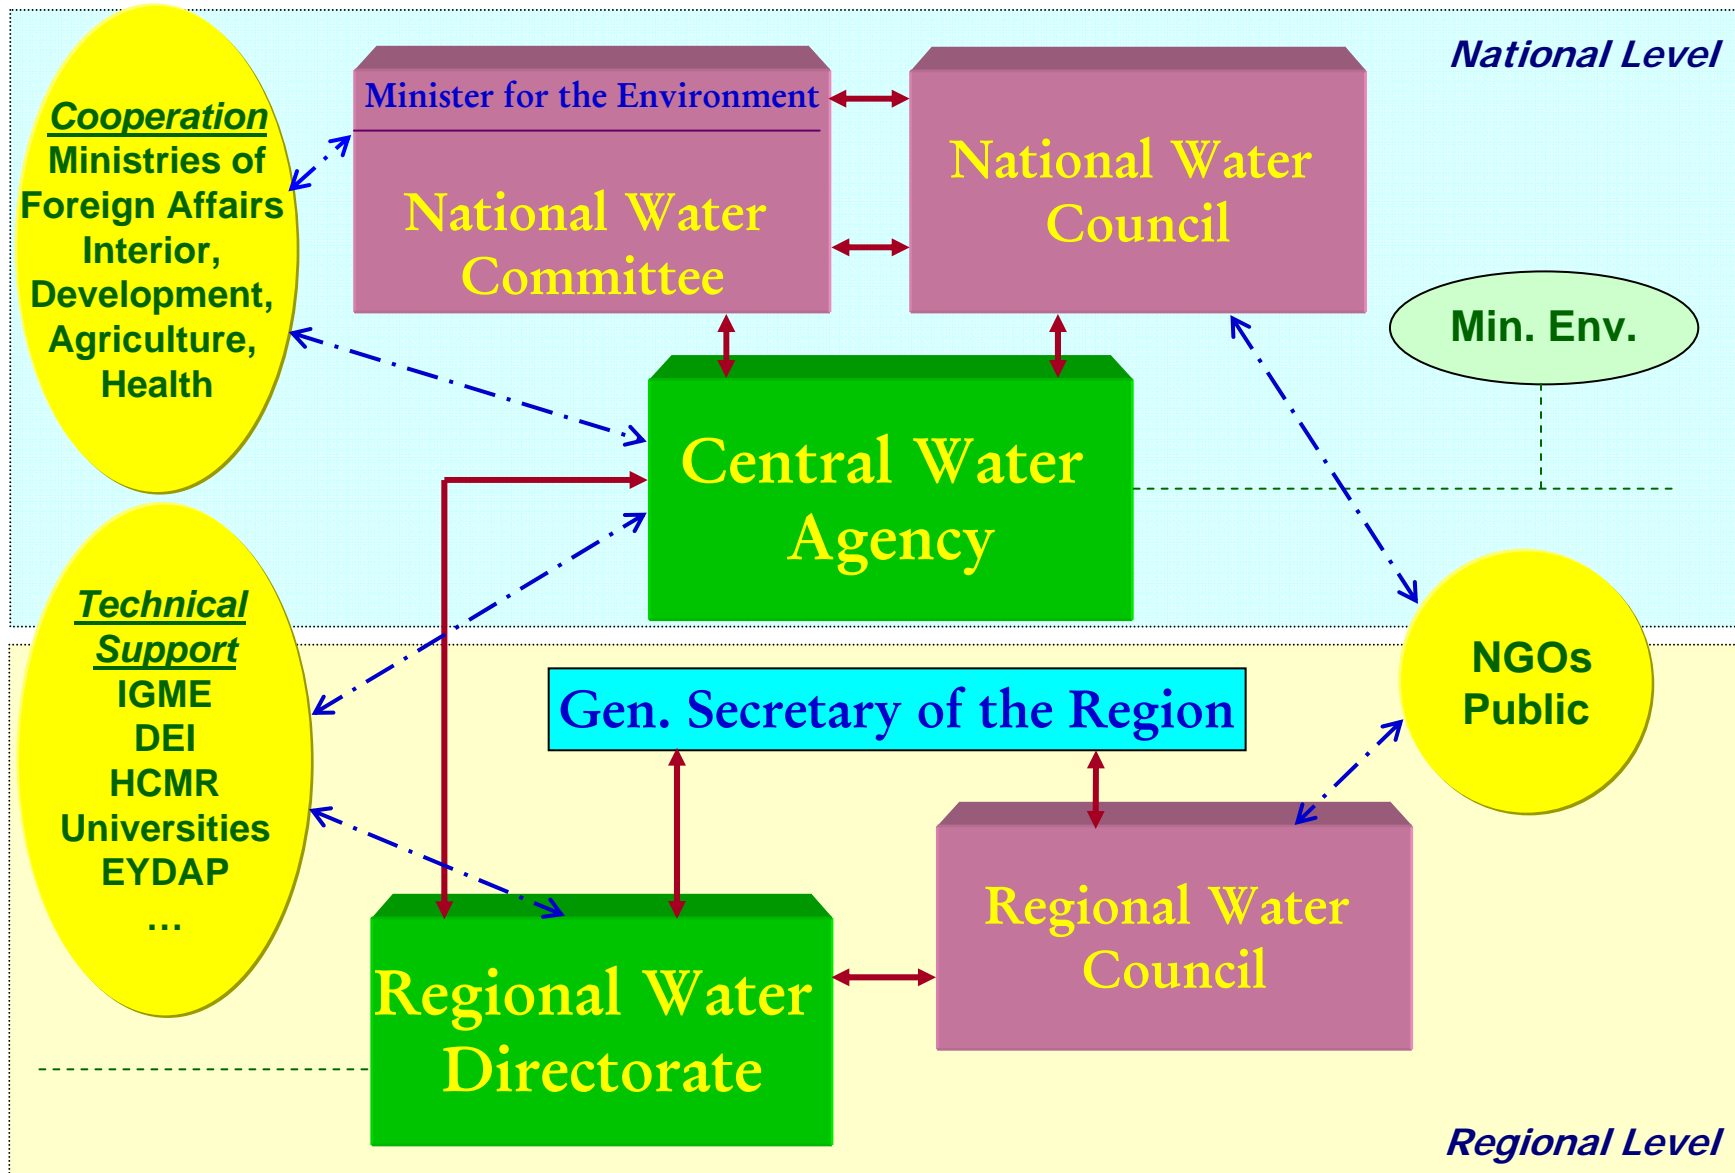 National Level
Cooperation
Ministries of
Foreign Affairs
Interior,
Development,
Agriculture,
Health
Minister for the Environment
National Water
Committee
National Water
Council
Min. Env.
Central Water
Agency
Technical
Support
IGME
DEI
HCMR
Universities
EYDAP
...
NGOs
Public
Gen. Secretary of the Region
Regional Water
Council
Regional Water
Directorate
Regional Level